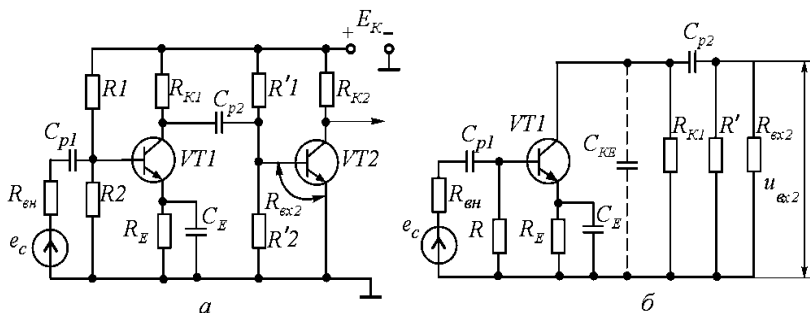 + E_K −
R1
R_K1
R'1
R_K2
C_p2
C_p1
VT1
VT2
R_вн
R2
R_вх2
e_c
R_E
C_E
R'2
а
C_p2
VT1
C_p1
C_KE
R_K1
R'
R_вх2
R_вн
u_вх2
R
R_E
C_E
e_c
б